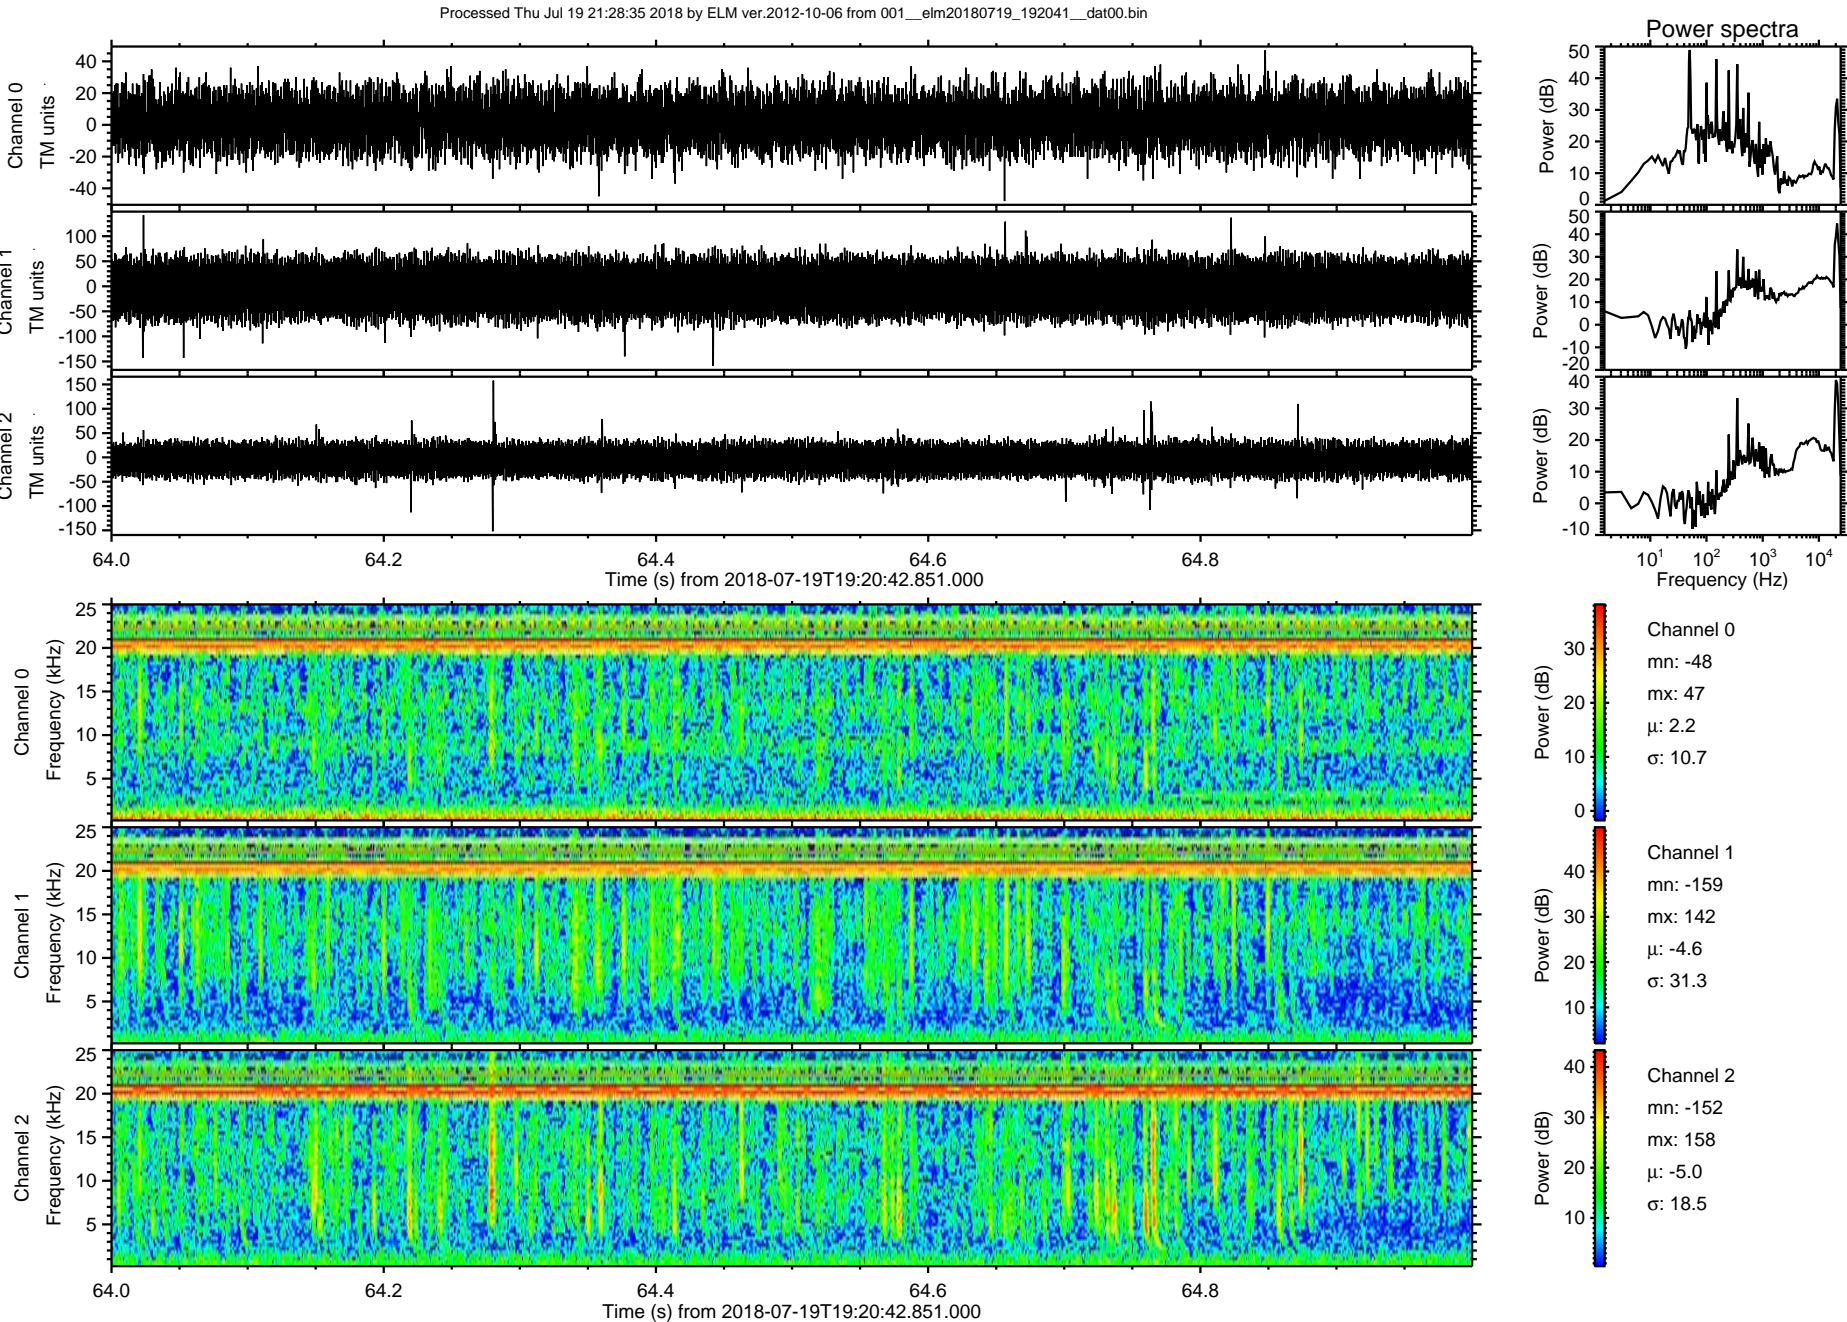 Processed Thu Jul 19 21:28:35 2018 by ELM ver.2012-10-06 from 001__elm20180719_192041__dat00.bin
Power spectra
Channel 0
TM units
40
20
0
-20
-40
Power (dB)
50
40
30
20
10
0
Channel 1
TM units
100
50
0
-50
-100
-150
Power (dB)
50
40
30
20
10
0
-10
-20
Channel 2
TM units
150
100
50
0
-50
-100
-150
Power (dB)
40
30
20
10
0
-10
64.0 64.2 64.4 64.6 64.8
Time (s) from 2018-07-19T19:20:42.851.000
10¹ 10² 10³ 10⁴
Frequency (Hz)
Channel 0
Frequency (kHz)
25
20
15
10
5
Power (dB)
30
20
10
0
Channel 0
mn: -48
mx: 47
μ: 2.2
σ: 10.7
Channel 1
Frequency (kHz)
25
20
15
10
5
Power (dB)
40
30
20
10
Channel 1
mn: -159
mx: 142
μ: -4.6
σ: 31.3
Channel 2
Frequency (kHz)
25
20
15
10
5
Power (dB)
40
30
20
10
Channel 2
mn: -152
mx: 158
μ: -5.0
σ: 18.5
64.0 64.2 64.4 64.6 64.8
Time (s) from 2018-07-19T19:20:42.851.000